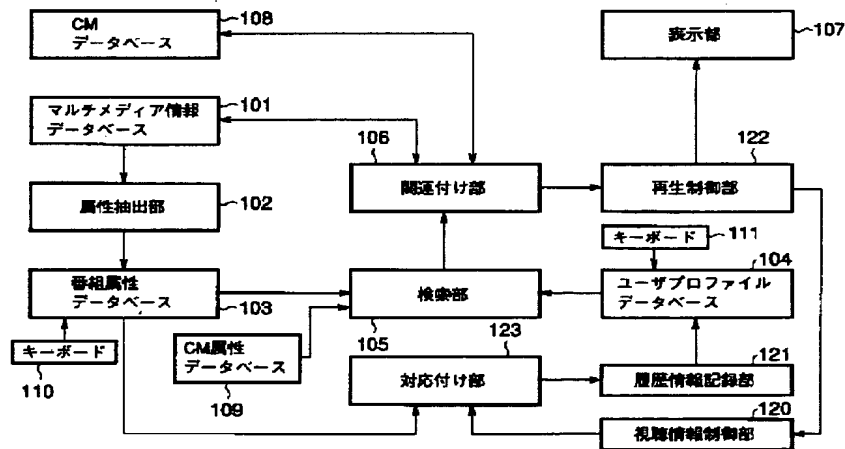 CM
データベース
108
表示部
107
マルチメディア情報
データベース
101
106
関連付け部
122
再生制御部
属性抽出部
102
キーボード
111
番組属性
データベース
103
検索部
105
104
ユーザプロファイル
データベース
キーボード
110
CM属性
データベース
109
123
対応付け部
121
履歴情報記録部
120
視聴情報制御部